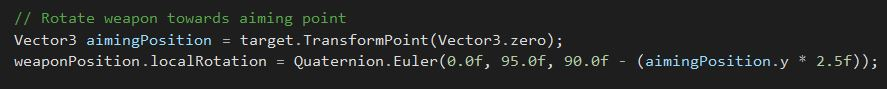 // Rotate weapon towards aiming point
Vector3 aimingPosition = target.TransformPoint(Vector3.zero);
weaponPosition.localRotation = Quaternion.Euler(0.0f, 95.0f, 90.0f - (aimingPosition.y * 2.5f));